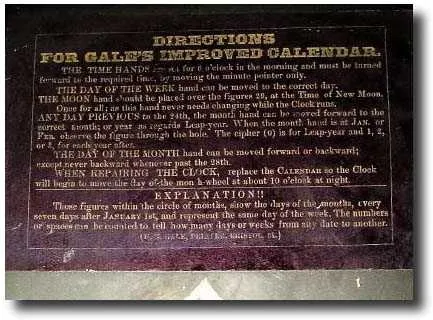 DIRECTIONS
FOR GALE'S IMPROVED CALENDAR.
THE TIME HANDS are set for 6 o'clock in the morning and must be turned
forward to the required time, by moving the minute pointer only.
THE DAY OF THE WEEK hand can be moved to the correct day.
THE MOON hand should be placed over the figures 29, at the Time of New Moon.
Once for all; as this hand never needs changing while the Clock runs.
ANY DAY PREVIOUS to the 24th, the month hand can be moved forward to the
correct month; or year as regards Leap-year. When the month hand is at JAN. or
FEB. observe the figure through the hole. The cipher (0) is for Leap-year and 1, 2,
or 3, for each year after.
THE DAY OF THE MONTH hand can be moved forward or backward;
except never backward whenever past the 28th.
WHEN REPAIRING THE CLOCK, replace the CALENDAR so the Clock
will begin to move the day of the mon h-wheel at about 10 o'clock at night.
EXPLANATION!!
Those figures within the circle of months, show the days of the months, every
seven days after JANUARY 1st, and represent the same day of the week. The numbers
or spaces can be counted to tell how many days or weeks from any date to another.
GALE, BRISTOL,